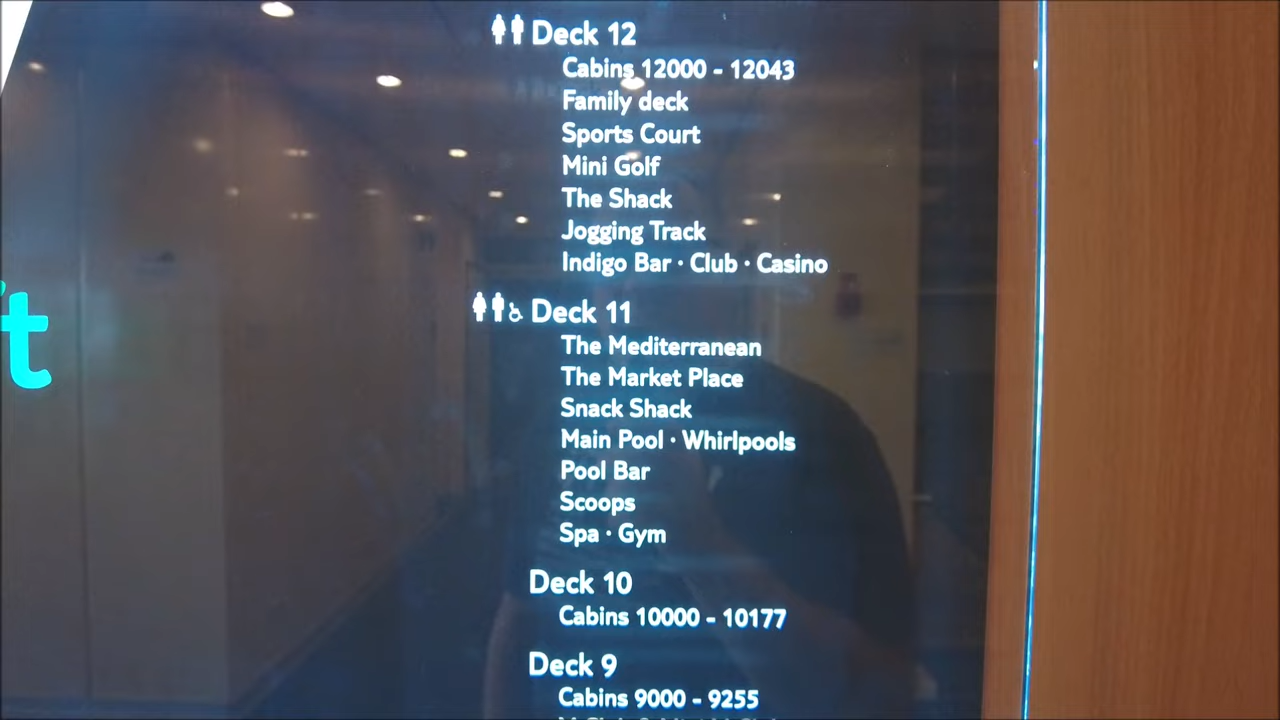 Deck 12
Cabins 12000 - 12043
Family deck
Sports Court
Mini Golf
The Shack
Jogging Track
Indigo Bar · Club · Casino
Deck 11
The Mediterranean
The Market Place
Snack Shack
Main Pool · Whirlpools
Pool Bar
Scoops
Spa · Gym
Deck 10
Cabins 10000 - 10177
Deck 9
Cabins 9000 - 9255
t